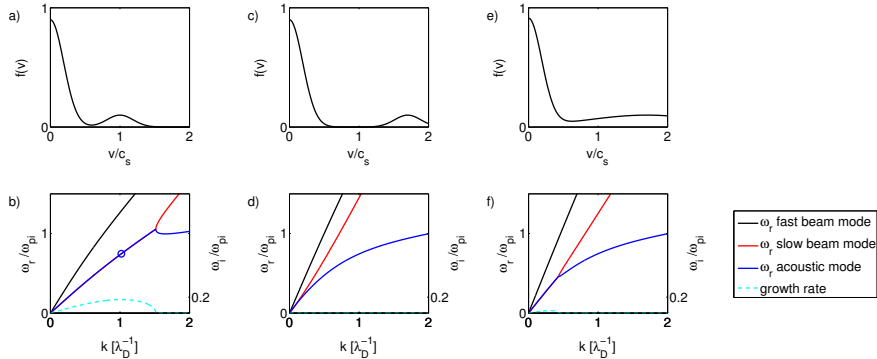 a)
1
f(v)
0
0
1
2
v/c_s
c)
1
f(v)
0
0
1
2
v/c_s
e)
1
f(v)
0
0
1
2
v/c_s
b)
ω_r/ω_pi
1
0
0
1
2
0.2
ω_i/ω_pi
k [λ_D^-1]
d)
ω_r/ω_pi
1
0
0
1
2
0.2
ω_i/ω_pi
k [λ_D^-1]
f)
ω_r/ω_pi
1
0
0
1
2
0.2
ω_i/ω_pi
k [λ_D^-1]
ω_r fast beam mode
ω_r slow beam mode
ω_r acoustic mode
growth rate